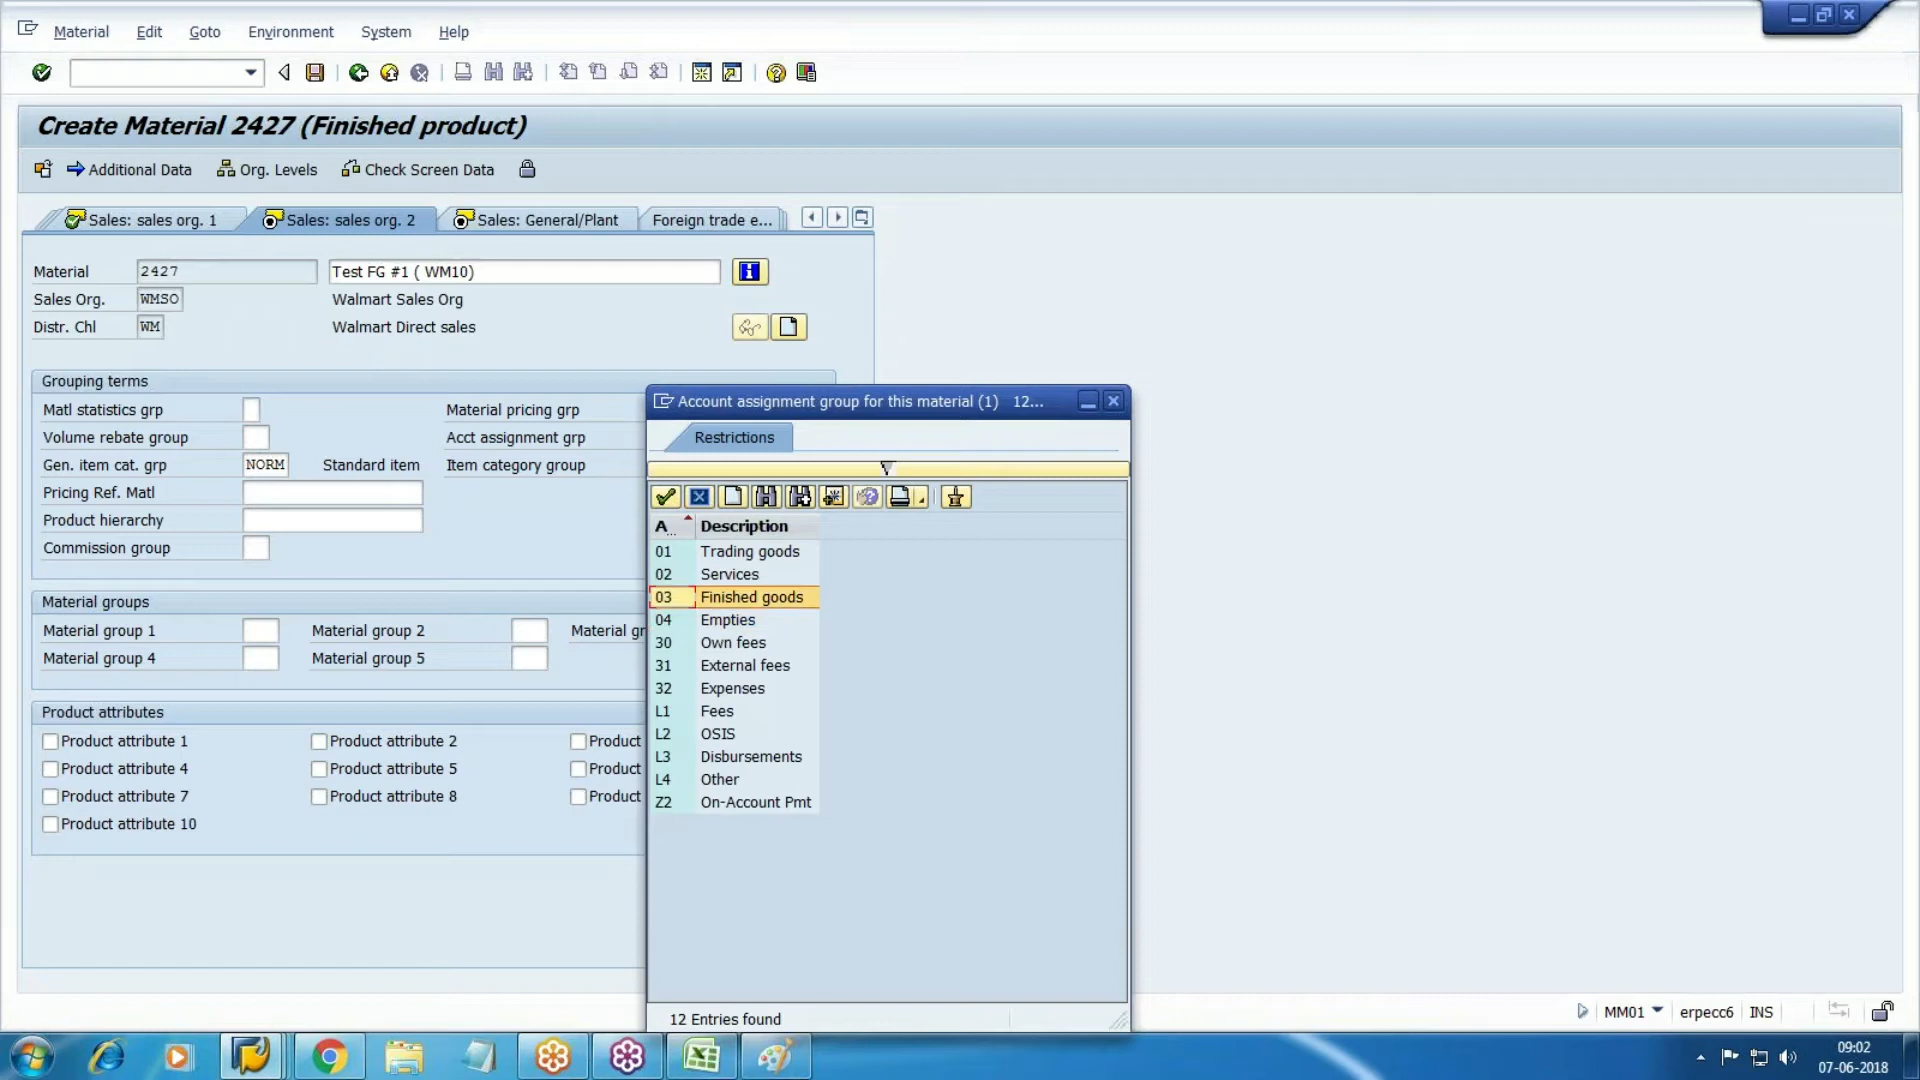 Material Edit Goto Environment System Help
Create Material 2427 (Finished product)
Additional Data Org. Levels Check Screen Data
Sales: sales org. 1 Sales: sales org. 2 Sales: General/Plant Foreign trade e...
Material 2427 Test FG #1 ( WM10)
Sales Org. WMSO Walmart Sales Org
Distr. Chl WM Walmart Direct sales
Grouping terms
Matl statistics grp Material pricing grp
Volume rebate group Acct assignment grp
Gen. item cat. grp NORM Standard item Item category group
Pricing Ref. Matl
Product hierarchy
Commission group
Material groups
Material group 1 Material group 2 Material gr
Material group 4 Material group 5
Product attributes
Product attribute 1 Product attribute 2 Product
Product attribute 4 Product attribute 5 Product
Product attribute 7 Product attribute 8 Product
Product attribute 10
Account assignment group for this material (1) 12...
Restrictions
A... Description
01 Trading goods
02 Services
03 Finished goods
04 Empties
30 Own fees
31 External fees
32 Expenses
L1 Fees
L2 OSIS
L3 Disbursements
L4 Other
Z2 On-Account Pmt
12 Entries found
MM01 erpecc6 INS
09:02
07-06-2018